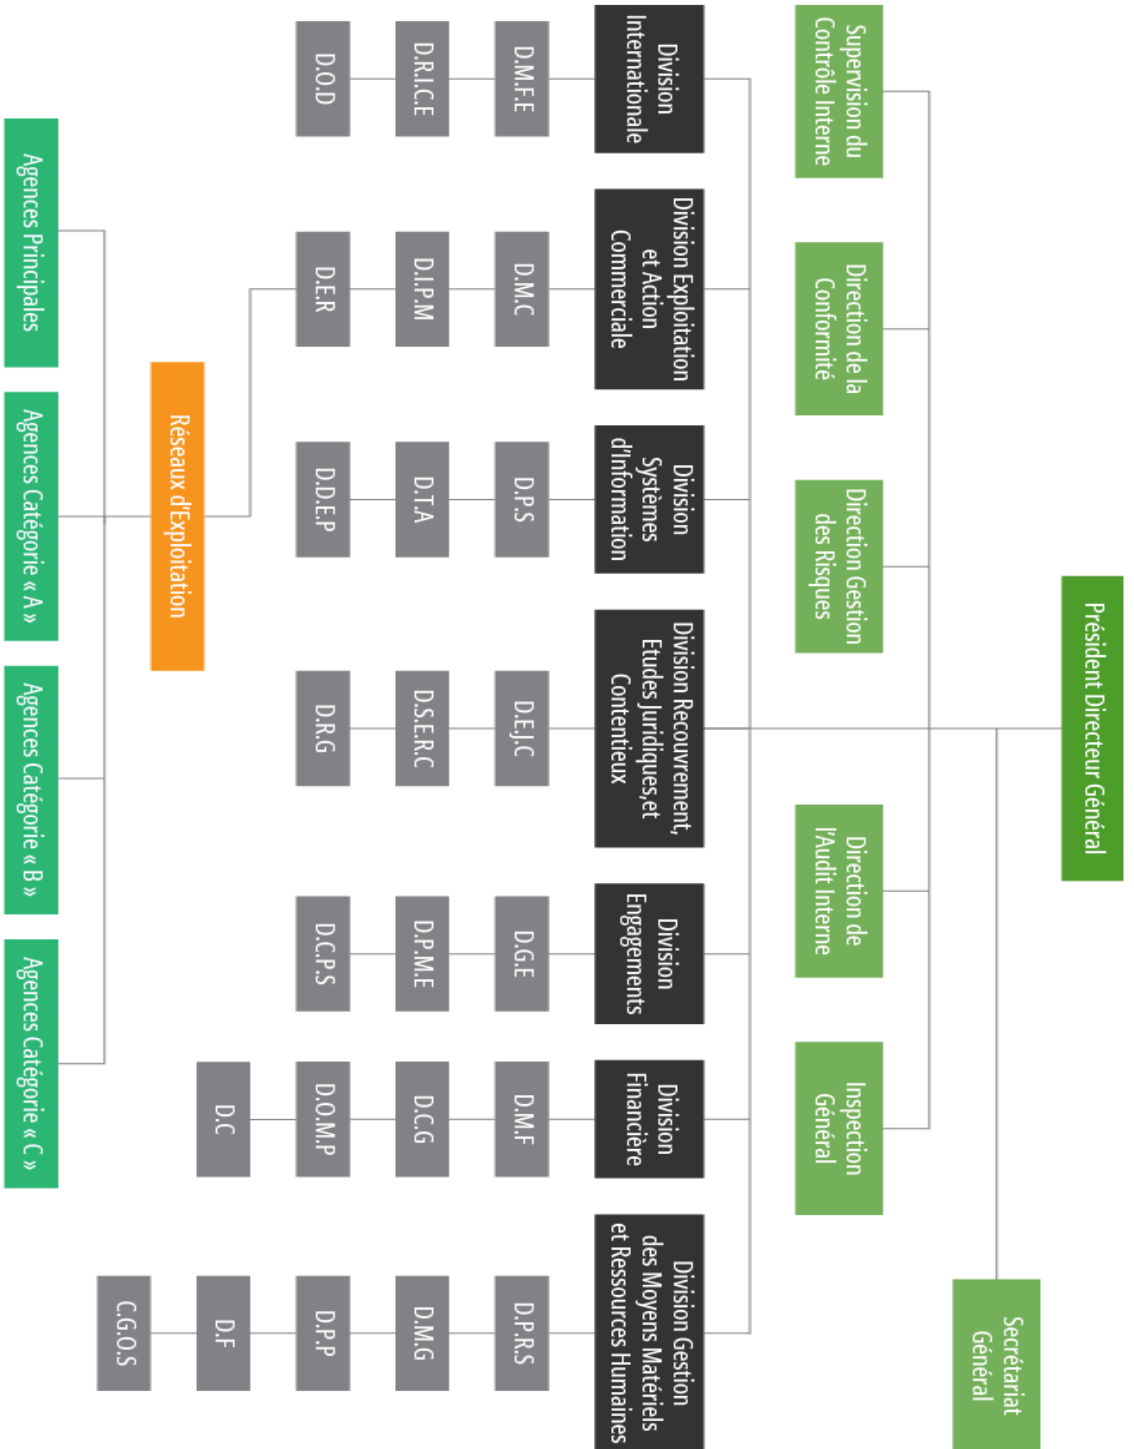 Président Directeur Général
Secrétariat
Général
Supervision du
Contrôle Interne
Direction de la
Conformité
Direction Gestion
des Risques
Direction de
l'Audit Interne
Inspection
Général
Division
Internationale
Division Exploitation
et Action
Commerciale
Division
Systèmes
d'Information
Division Recouvrement,
Etudes Juridiques,et
Contentieux
Division
Engagements
Division
Financière
Division Gestion
des Moyens Matériels
et Ressources Humaines
D.M.F.E
D.M.C
D.P.S
D.E.J.C
D.G.E
D.M.F
D.P.R.S
D.R.I.C.E
D.I.P.M
D.T.A
D.S.E.R.C
D.P.M.E
D.C.G
D.M.G
D.O.D
D.E.R
D.D.E.P
D.R.G
D.C.P.S
D.O.M.P
D.P.P
D.C
D.F
Réseaux d'Exploitation
C.G.O.S
Agences Principales
Agences Catégorie « A »
Agences Catégorie « B »
Agences Catégorie « C »